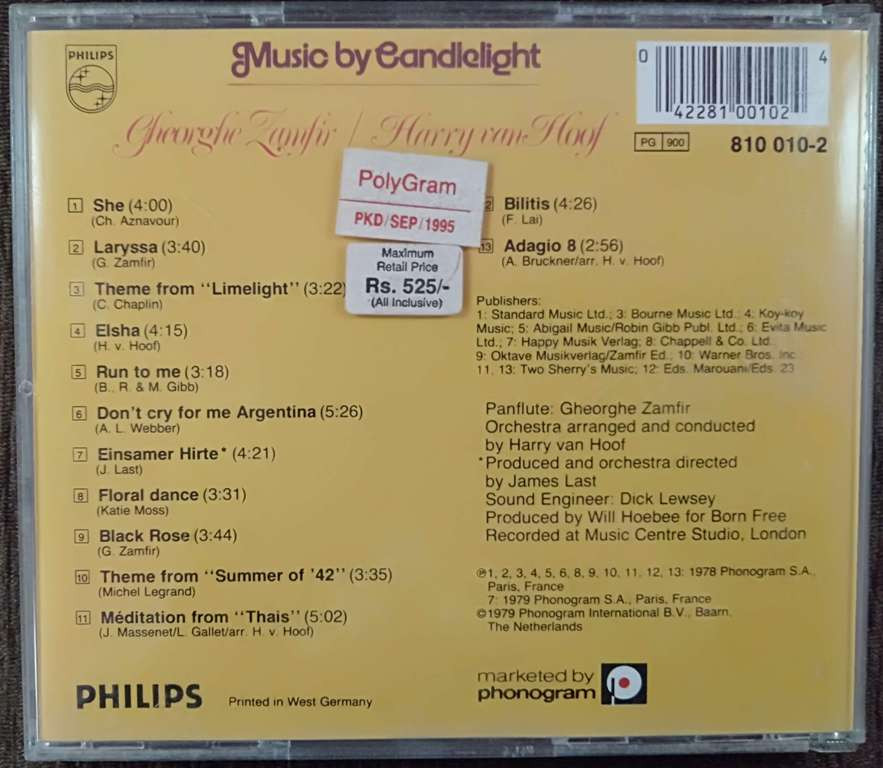 PHILIPS
Music by Candlelight
0 4
42281 00102
Gheorghe Zamfir / Harry van Hoof
PG 900
810 010-2
PolyGram
PKD/SEP/1995
Maximum
Retail Price
Rs. 525/-
(All Inclusive)
1 She (4:00)
(Ch. Aznavour)
2 Laryssa (3:40)
(G. Zamfir)
3 Theme from "Limelight" (3:22)
(C. Chaplin)
4 Elsha (4:15)
(H. v. Hoof)
5 Run to me (3:18)
(B., R. & M. Gibb)
6 Don't cry for me Argentina (5:26)
(A. L. Webber)
7 Einsamer Hirte* (4:21)
(J. Last)
8 Floral dance (3:31)
(Katie Moss)
9 Black Rose (3:44)
(G. Zamfir)
10 Theme from "Summer of '42" (3:35)
(Michel Legrand)
11 Méditation from "Thais" (5:02)
(J. Massenet/L. Gallet/arr. H. v. Hoof)
2 Bilitis (4:26)
(F. Lai)
13 Adagio 8 (2:56)
(A. Bruckner/arr. H. v. Hoof)
Publishers:
1: Standard Music Ltd.; 3: Bourne Music Ltd.; 4: Koy-koy
Music; 5: Abigail Music/Robin Gibb Publ. Ltd.; 6: Evita Music
Ltd.; 7: Happy Musik Verlag; 8: Chappell & Co. Ltd.
9: Oktave Musikverlag/Zamfir Ed.; 10: Warner Bros. Inc.
11, 13: Two Sherry's Music; 12: Eds. Marouani/Eds. 23
Panflute: Gheorghe Zamfir
Orchestra arranged and conducted
by Harry van Hoof
*Produced and orchestra directed
by James Last
Sound Engineer: Dick Lewsey
Produced by Will Hoebee for Born Free
Recorded at Music Centre Studio, London
℗1, 2, 3, 4, 5, 6, 8, 9, 10, 11, 12, 13: 1978 Phonogram S.A.,
Paris, France
7: 1979 Phonogram S.A., Paris, France
©1979 Phonogram International B.V., Baarn,
The Netherlands
PHILIPS
Printed in West Germany
marketed by
phonogram